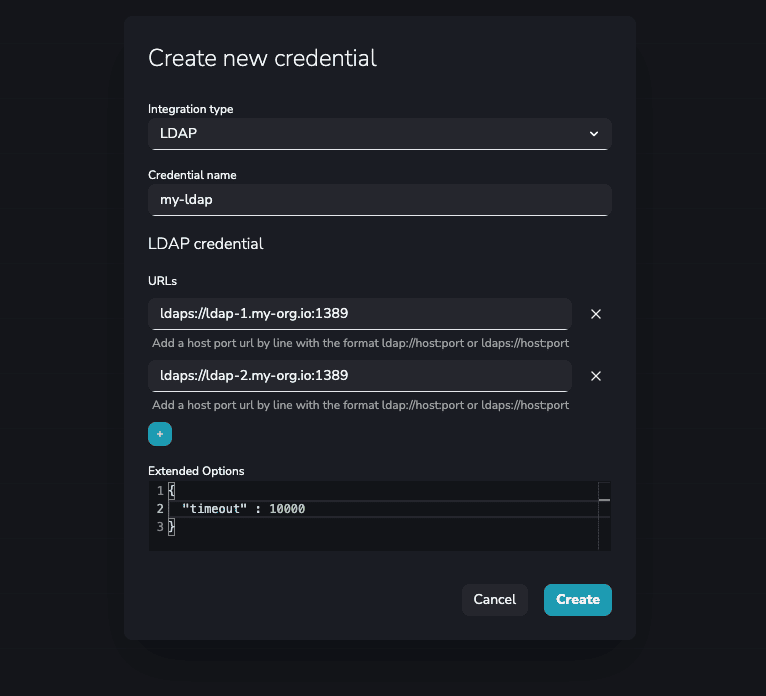 Create new credential
Integration type
LDAP
Credential name
my-ldap
LDAP credential
URLs
ldaps://ldap-1.my-org.io:1389
Add a host port url by line with the format ldap://host:port or ldaps://host:port
ldaps://ldap-2.my-org.io:1389
Add a host port url by line with the format ldap://host:port or ldaps://host:port
+
Extended Options
1 {
2 "timeout" : 10000
3 }
Cancel Create